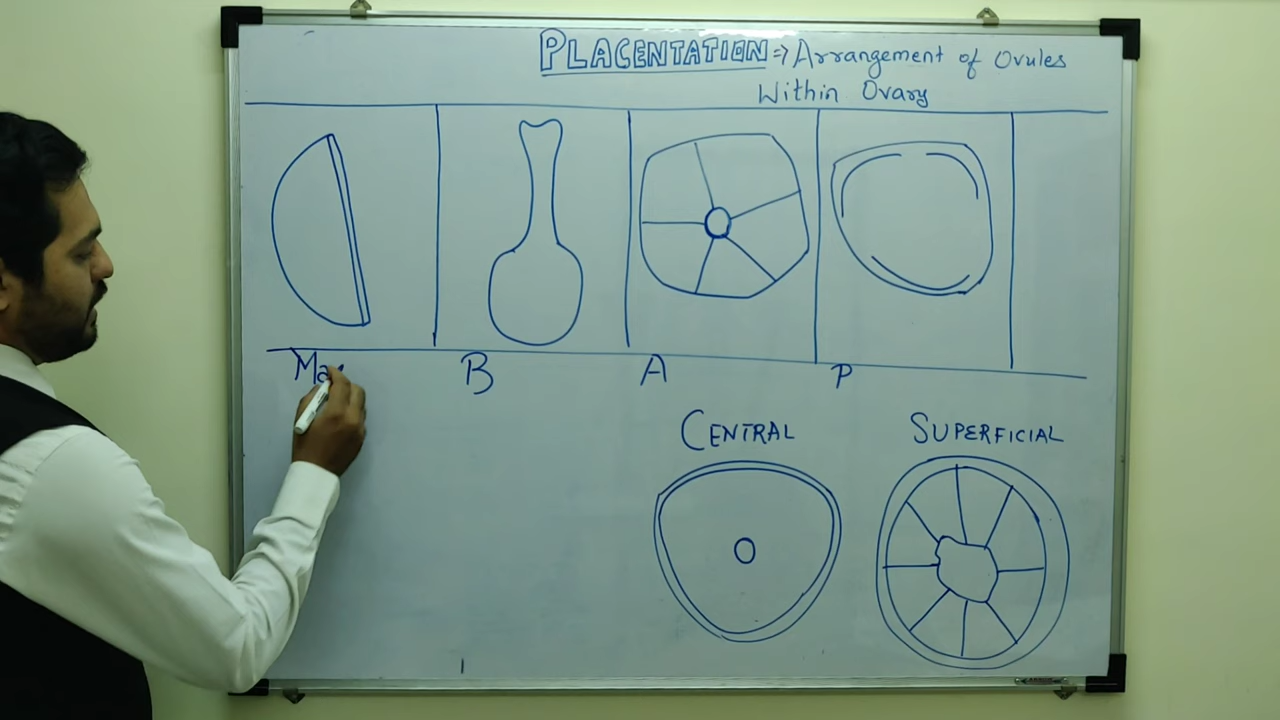 PLACENTATION => Arrangement of Ovules
Within Ovary
Ma
B
A
P
CENTRAL
SUPERFICIAL